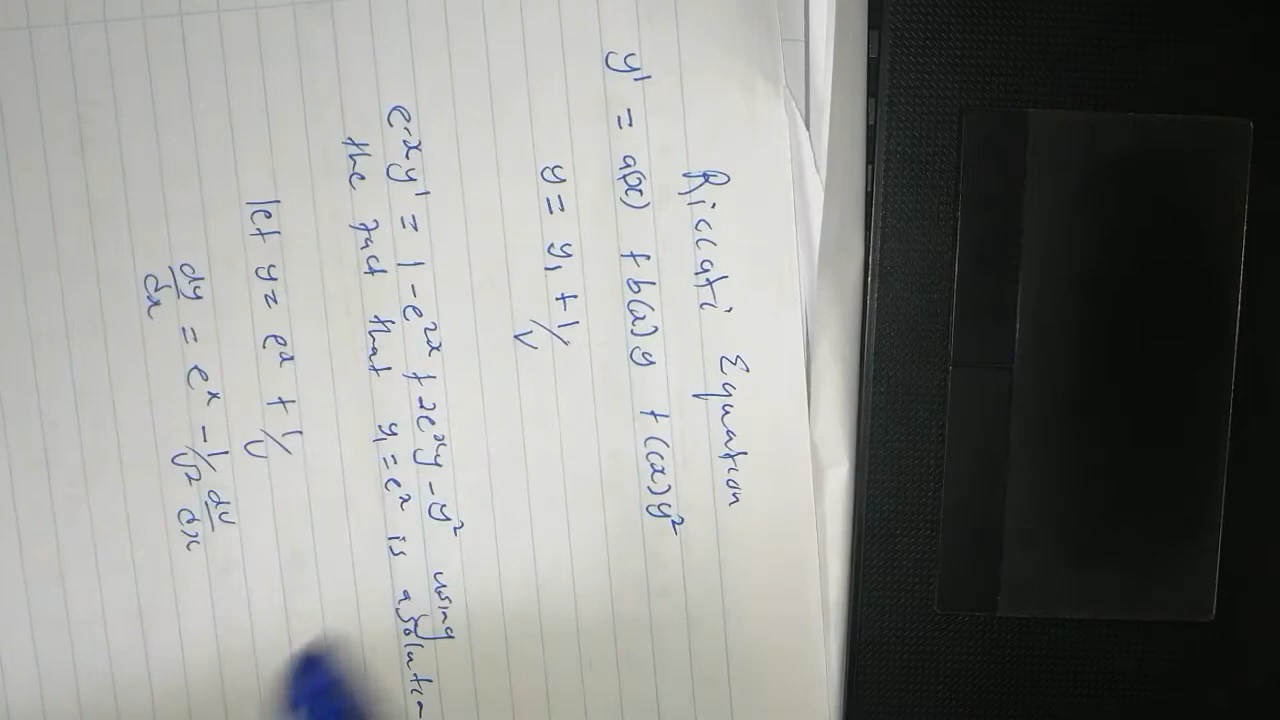 Riccati Equation
y' = a(x) + b(x)y + c(x)y²
y = y₁ + 1/v
e⁻ˣy' = 1 - e²ˣ + 2eˣy - y² using
the fact that y₁ = eˣ is a solution
let y = eˣ + 1/v
dy/dx = eˣ - 1/v² dv/dx